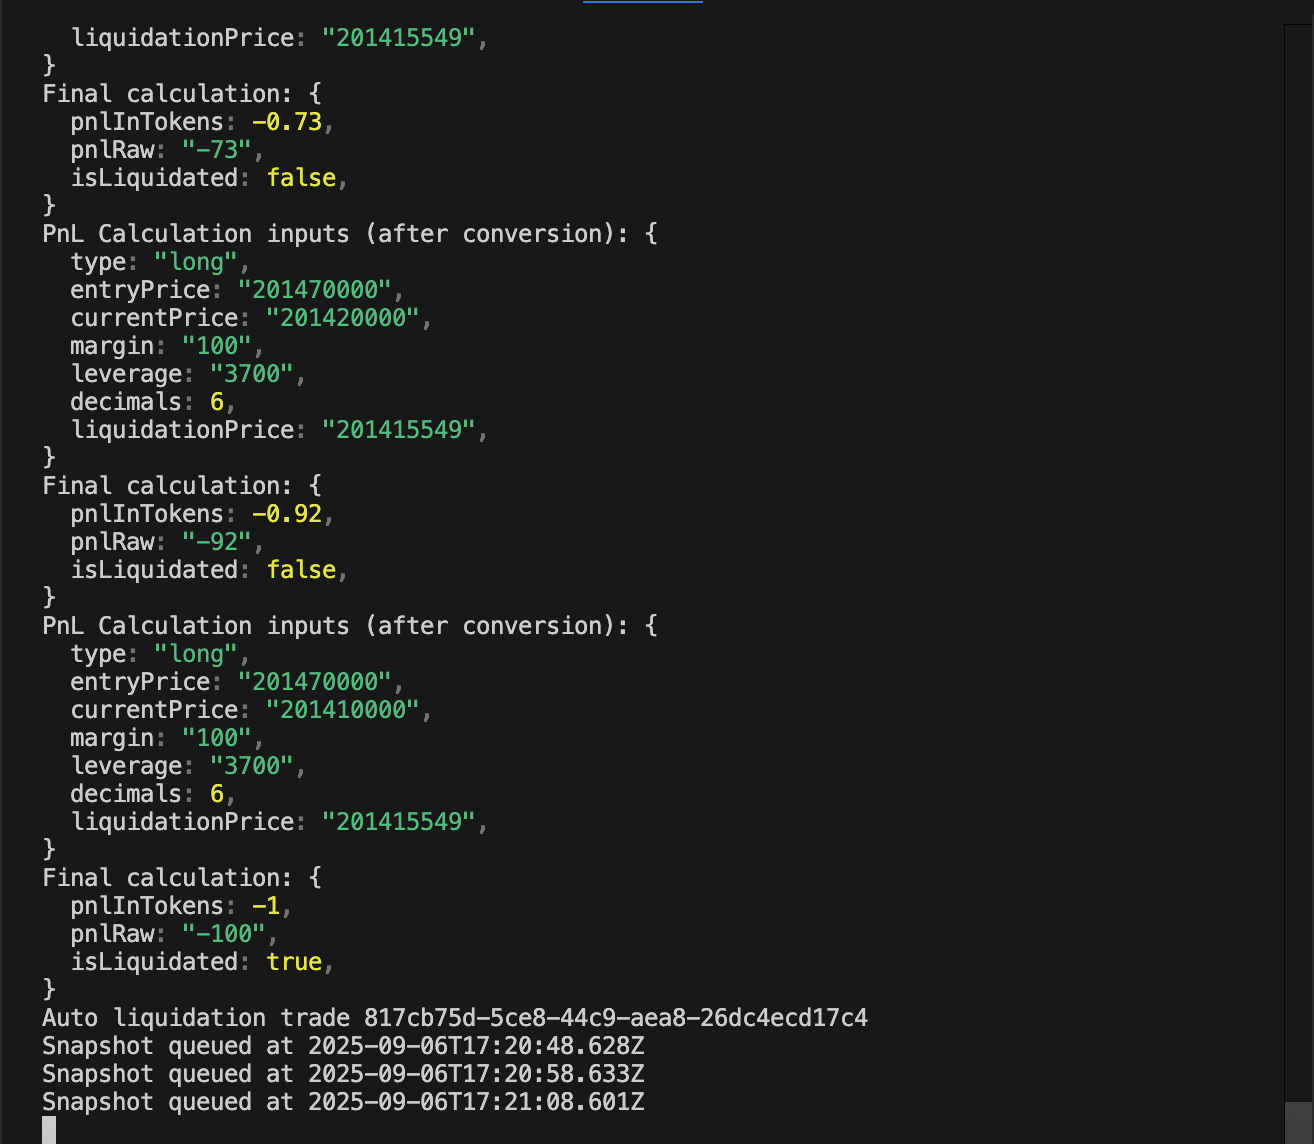 liquidationPrice: "201415549",
}
Final calculation: {
pnlInTokens: -0.73,
pnlRaw: "-73",
isLiquidated: false,
}
PnL Calculation inputs (after conversion): {
type: "long",
entryPrice: "201470000",
currentPrice: "201420000",
margin: "100",
leverage: "3700",
decimals: 6,
liquidationPrice: "201415549",
}
Final calculation: {
pnlInTokens: -0.92,
pnlRaw: "-92",
isLiquidated: false,
}
PnL Calculation inputs (after conversion): {
type: "long",
entryPrice: "201470000",
currentPrice: "201410000",
margin: "100",
leverage: "3700",
decimals: 6,
liquidationPrice: "201415549",
}
Final calculation: {
pnlInTokens: -1,
pnlRaw: "-100",
isLiquidated: true,
}
Auto liquidation trade 817cb75d-5ce8-44c9-aea8-26dc4ecd17c4
Snapshot queued at 2025-09-06T17:20:48.628Z
Snapshot queued at 2025-09-06T17:20:58.633Z
Snapshot queued at 2025-09-06T17:21:08.601Z